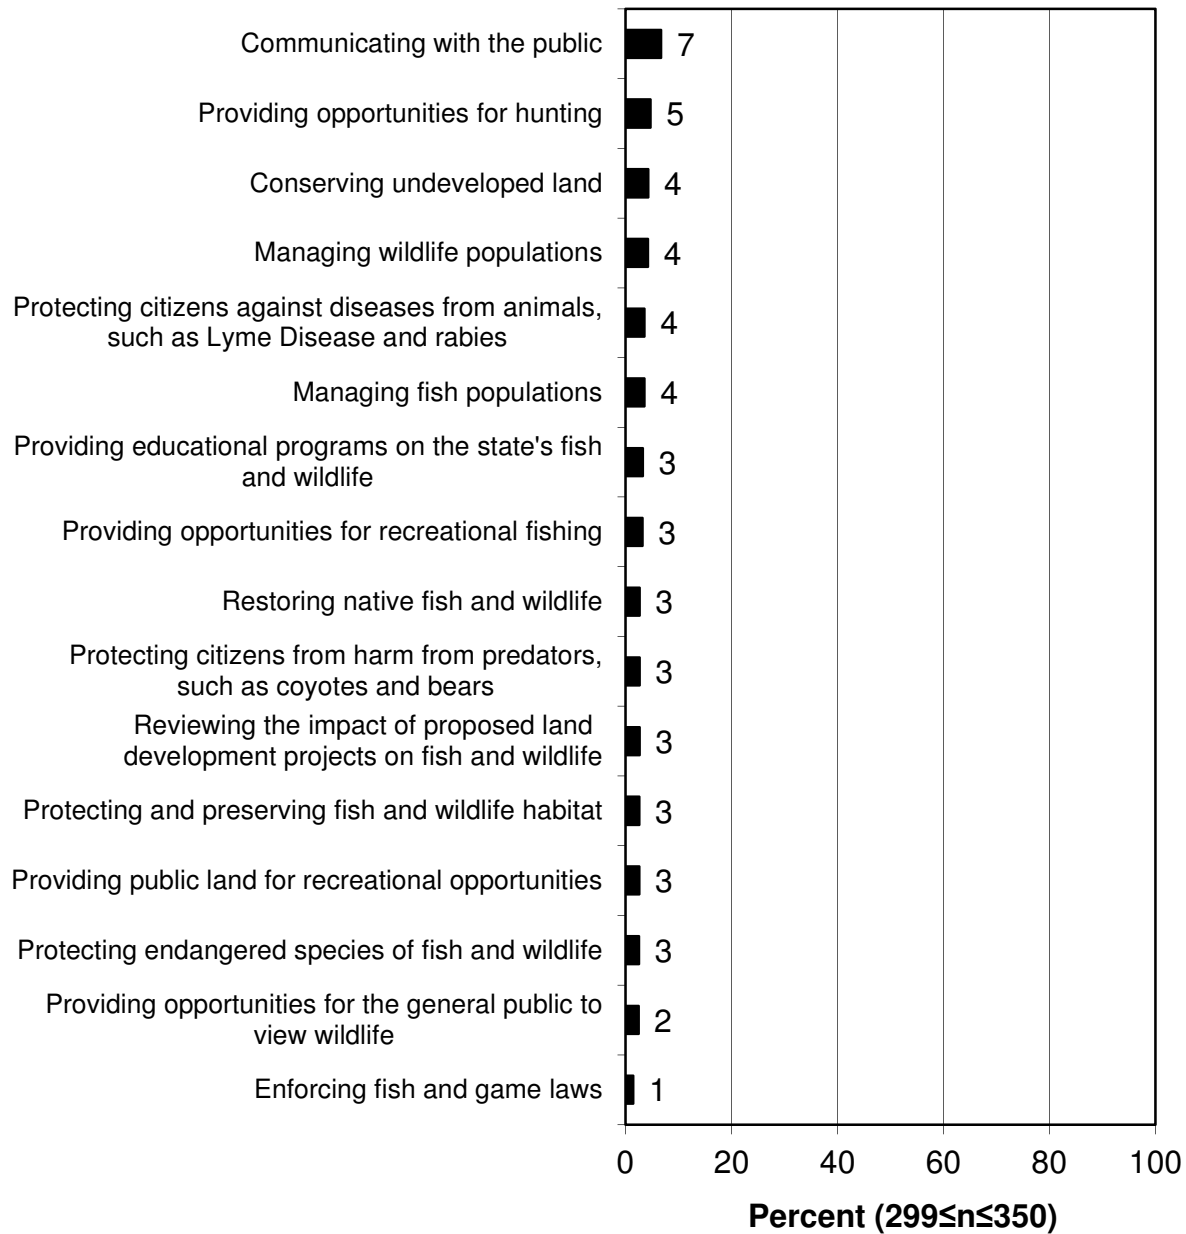 Communicating with the public 7
Providing opportunities for hunting 5
Conserving undeveloped land 4
Managing wildlife populations 4
Protecting citizens against diseases from animals,
such as Lyme Disease and rabies 4
Managing fish populations 4
Providing educational programs on the state's fish
and wildlife 3
Providing opportunities for recreational fishing 3
Restoring native fish and wildlife 3
Protecting citizens from harm from predators,
such as coyotes and bears 3
Reviewing the impact of proposed land
development projects on fish and wildlife 3
Protecting and preserving fish and wildlife habitat 3
Providing public land for recreational opportunities 3
Protecting endangered species of fish and wildlife 3
Providing opportunities for the general public to
view wildlife 2
Enforcing fish and game laws 1
0 20 40 60 80 100
Percent (299≤n≤350)